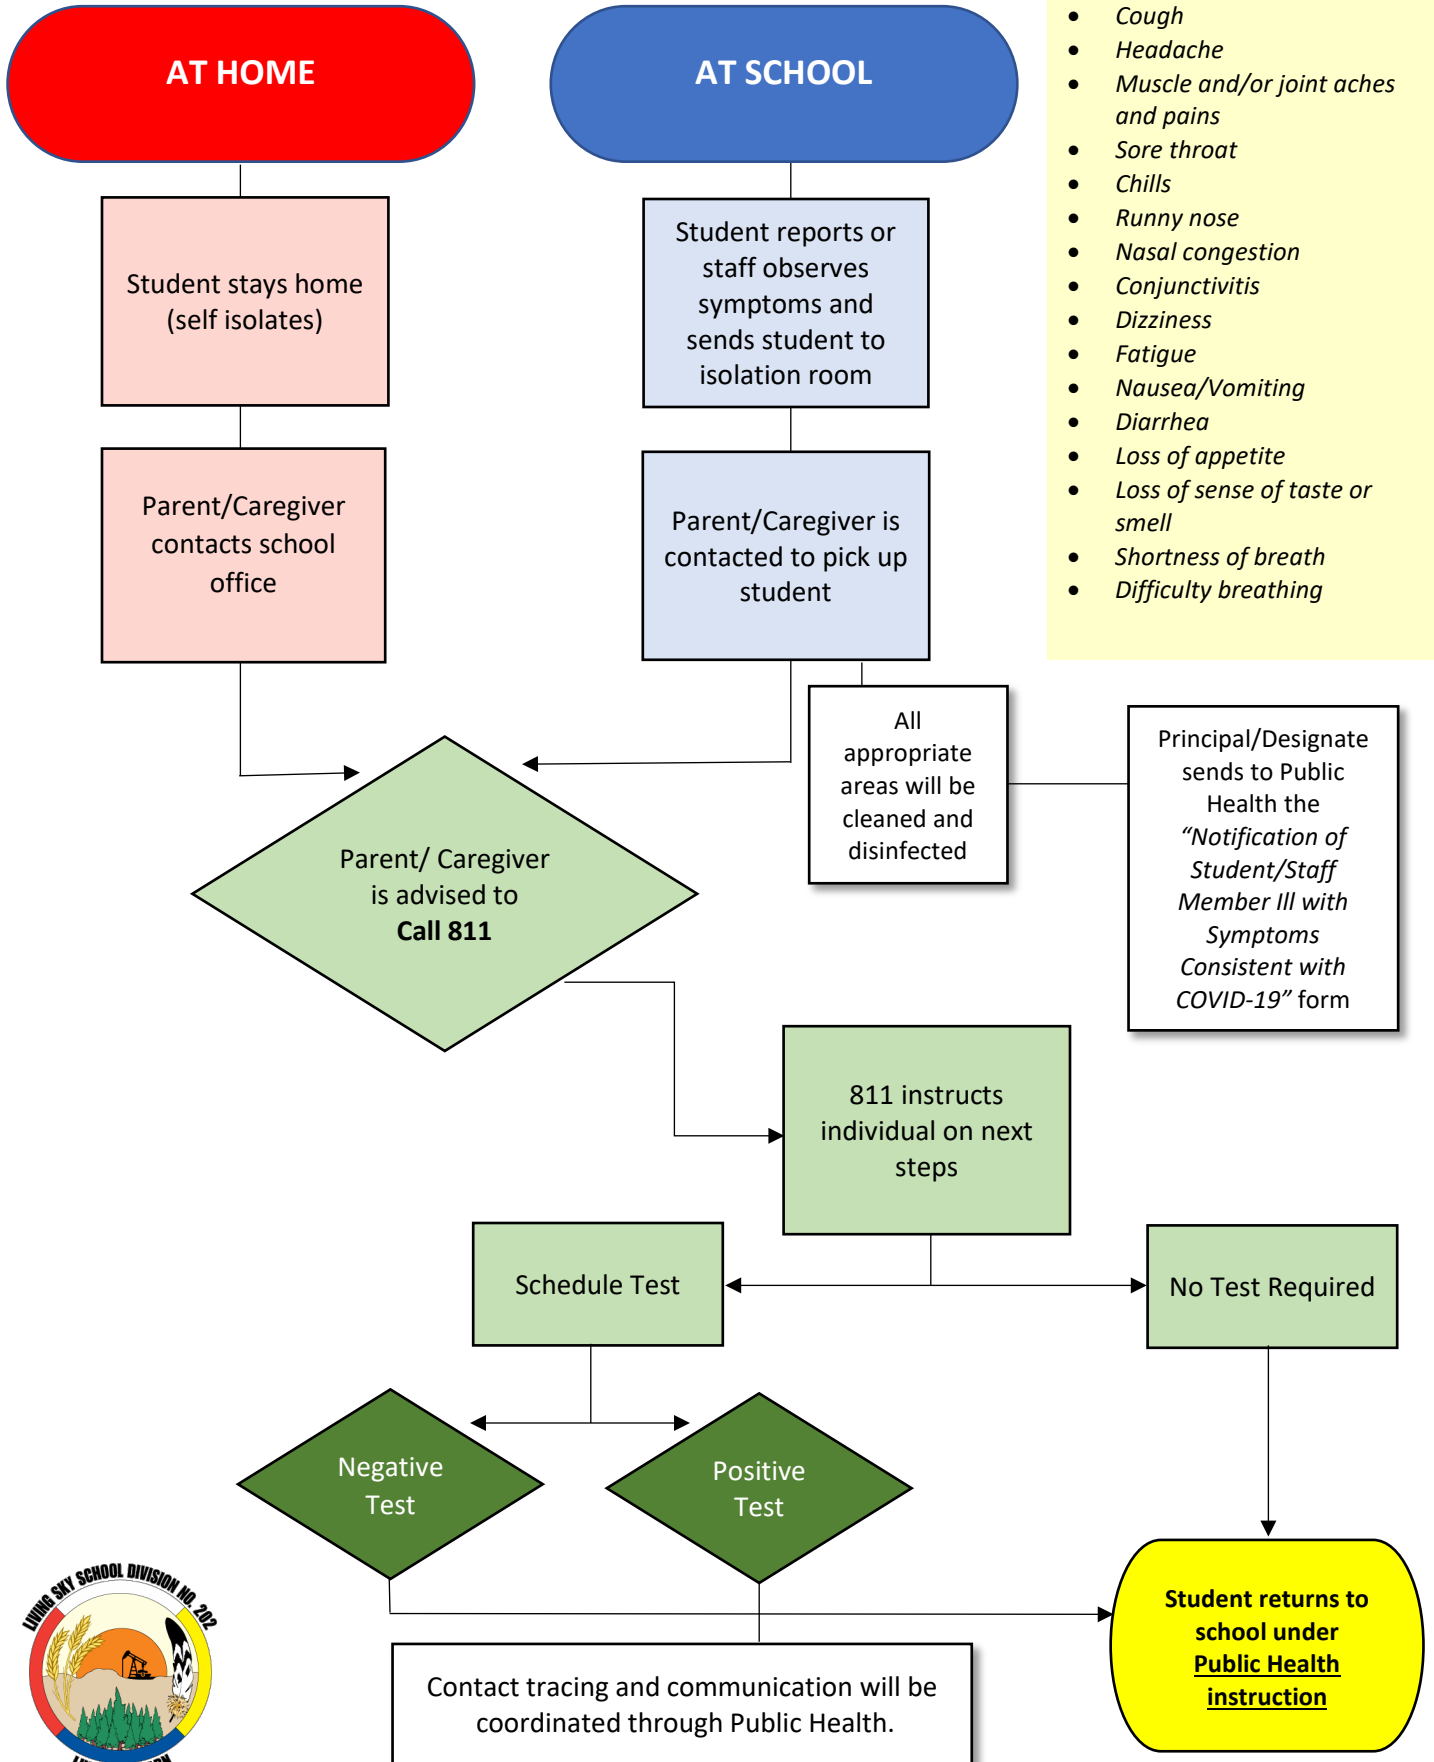 AT HOME
AT SCHOOL
• Cough
• Headache
• Muscle and/or joint aches
and pains
• Sore throat
• Chills
• Runny nose
• Nasal congestion
• Conjunctivitis
• Dizziness
• Fatigue
• Nausea/Vomiting
• Diarrhea
• Loss of appetite
• Loss of sense of taste or
smell
• Shortness of breath
• Difficulty breathing
Student stays home
(self isolates)
Student reports or
staff observes
symptoms and
sends student to
isolation room
Parent/Caregiver
contacts school
office
Parent/Caregiver is
contacted to pick up
student
All
appropriate
areas will be
cleaned and
disinfected
Principal/Designate
sends to Public
Health the
“Notification of
Student/Staff
Member Ill with
Symptoms
Consistent with
COVID-19” form
Parent/ Caregiver
is advised to
Call 811
811 instructs
individual on next
steps
Schedule Test
No Test Required
Negative
Test
Positive
Test
Student returns to
school under
Public Health
instruction
Contact tracing and communication will be
coordinated through Public Health.
LIVING SKY SCHOOL DIVISION NO. 202